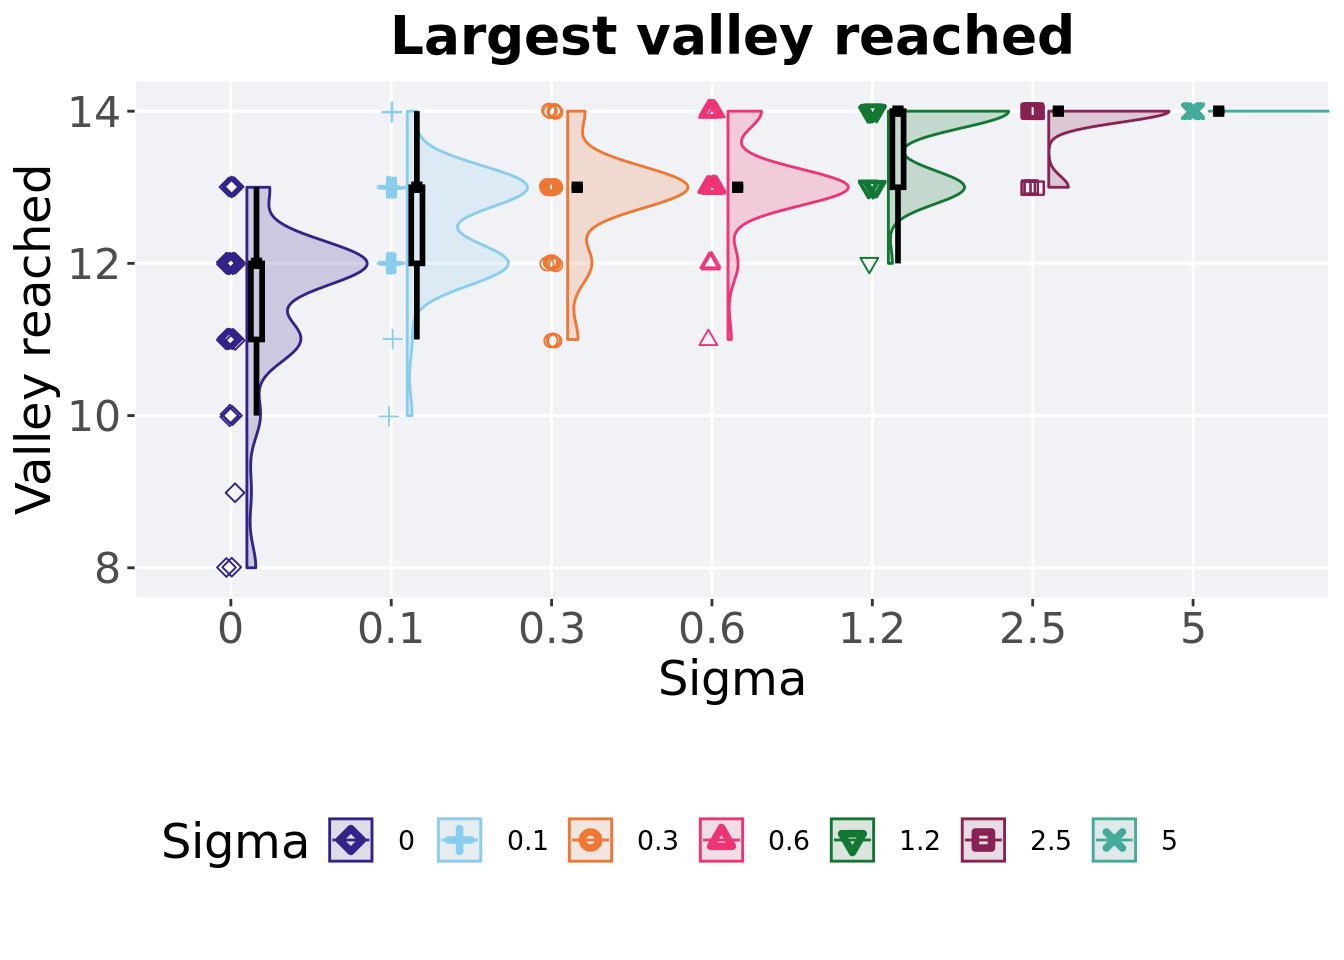 Largest valley reached
Valley reached
14
12
10
8
0 0.1 0.3 0.6 1.2 2.5 5
Sigma
Sigma 0 0.1 0.3 0.6 1.2 2.5 5